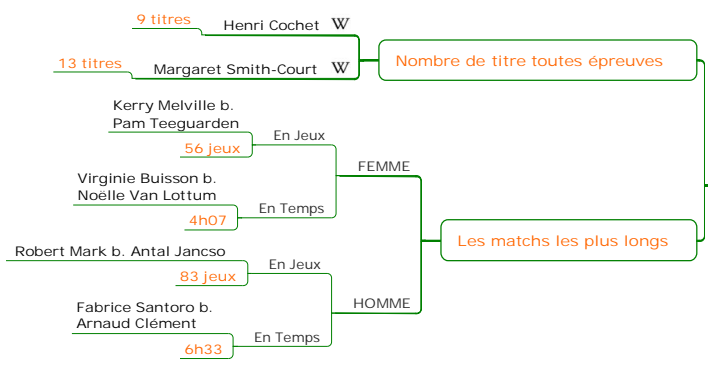 9 titres
Henri Cochet W
13 titres
Margaret Smith-Court W
Nombre de titre toutes épreuves
Kerry Melville b.
Pam Teeguarden
En Jeux
56 jeux
FEMME
Virginie Buisson b.
Noëlle Van Lottum
En Temps
4h07
Les matchs les plus longs
Robert Mark b. Antal Jancso
En Jeux
83 jeux
HOMME
Fabrice Santoro b.
Arnaud Clément
En Temps
6h33